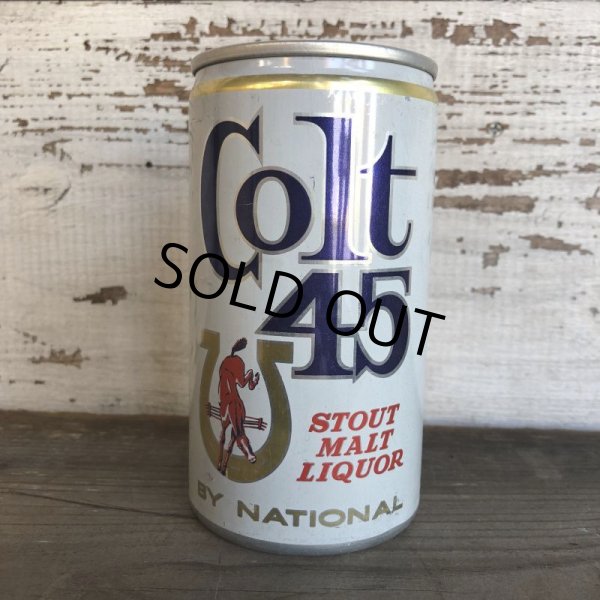 Colt
45
SOLD OUT
STOUT
MALT
LIQUOR
BY NATIONAL